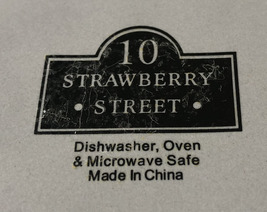 10
STRAWBERRY
• STREET •
Dishwasher, Oven
& Microwave Safe
Made In China